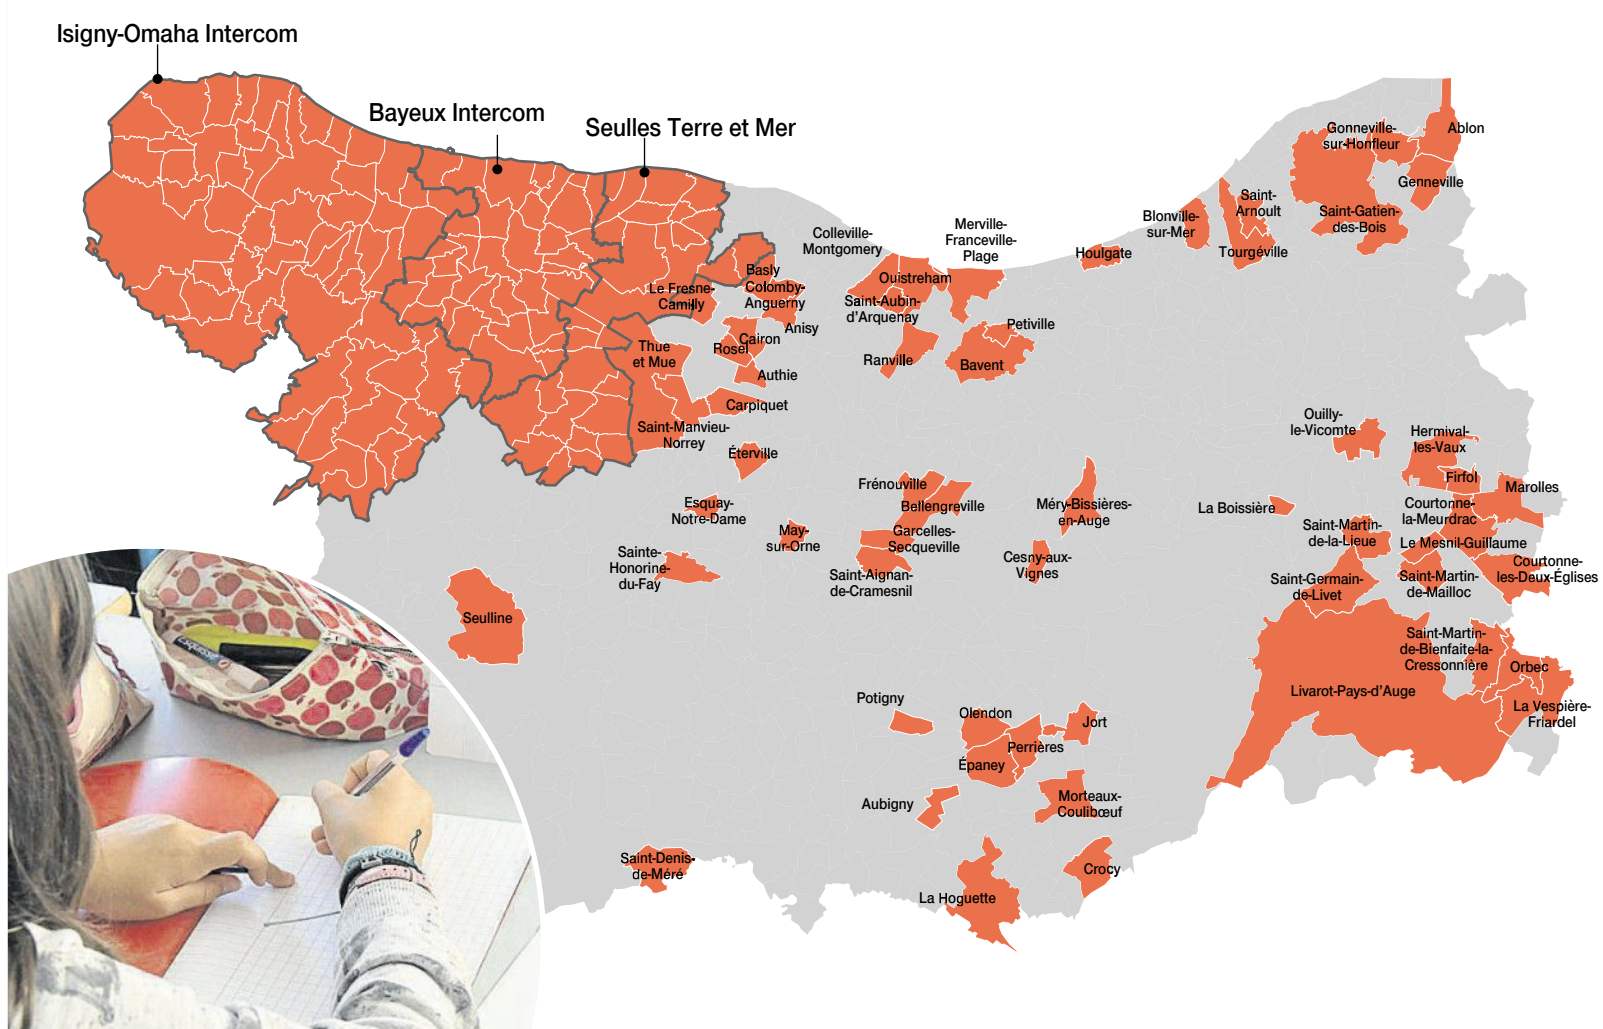 Isigny-Omaha Intercom
Bayeux Intercom
Seulles Terre et Mer
Colleville-
Montgomery
Merville-
Franceville-
Plage
Houlgate
Blonville-
sur-Mer
Saint-
Arnoult
Tourgéville
Gonneville-
sur-Honfleur
Ablon
Genneville
Saint-Gatien-
des-Bois
Basly
Colomby-
Anguerny
Le Fresne-
Camilly
Anisy
Ouistreham
Saint-Aubin-
d'Arquenay
Thue
et Mue
Cairon
Rosel
Authie
Ranville
Petiville
Bavent
Carpiquet
Saint-Manvieu-
Norrey
Éterville
Ouilly-
le-Vicomte
Hermival-
les-Vaux
Firfol
Marolles
Esquay-
Notre-Dame
May-
sur-Orne
Sainte-
Honorine-
du-Fay
Frénouville
Bellengreville
Garcelles-
Secqueville
Saint-Aignan-
de-Cramesnil
Méry-Bissières-
en-Auge
Cesny-aux-
Vignes
La Boissière
Courtonne-
la-Meurdrac
Saint-Martin-
de-la-Lieue
Le Mesnil-Guillaume
Courtonne-
les-Deux-Églises
Saint-Germain-
de-Livet
Saint-Martin-
de-Mailloc
Seulline
Saint-Martin-
de-Bienfaite-la-
Cressonnière
Orbec
Livarot-Pays-d'Auge
La Vespière-
Friardel
Potigny
Olendon
Jort
Perrières
Épaney
Aubigny
Morteaux-
Coulibœuf
Saint-Denis-
de-Méré
La Hoguette
Crocy